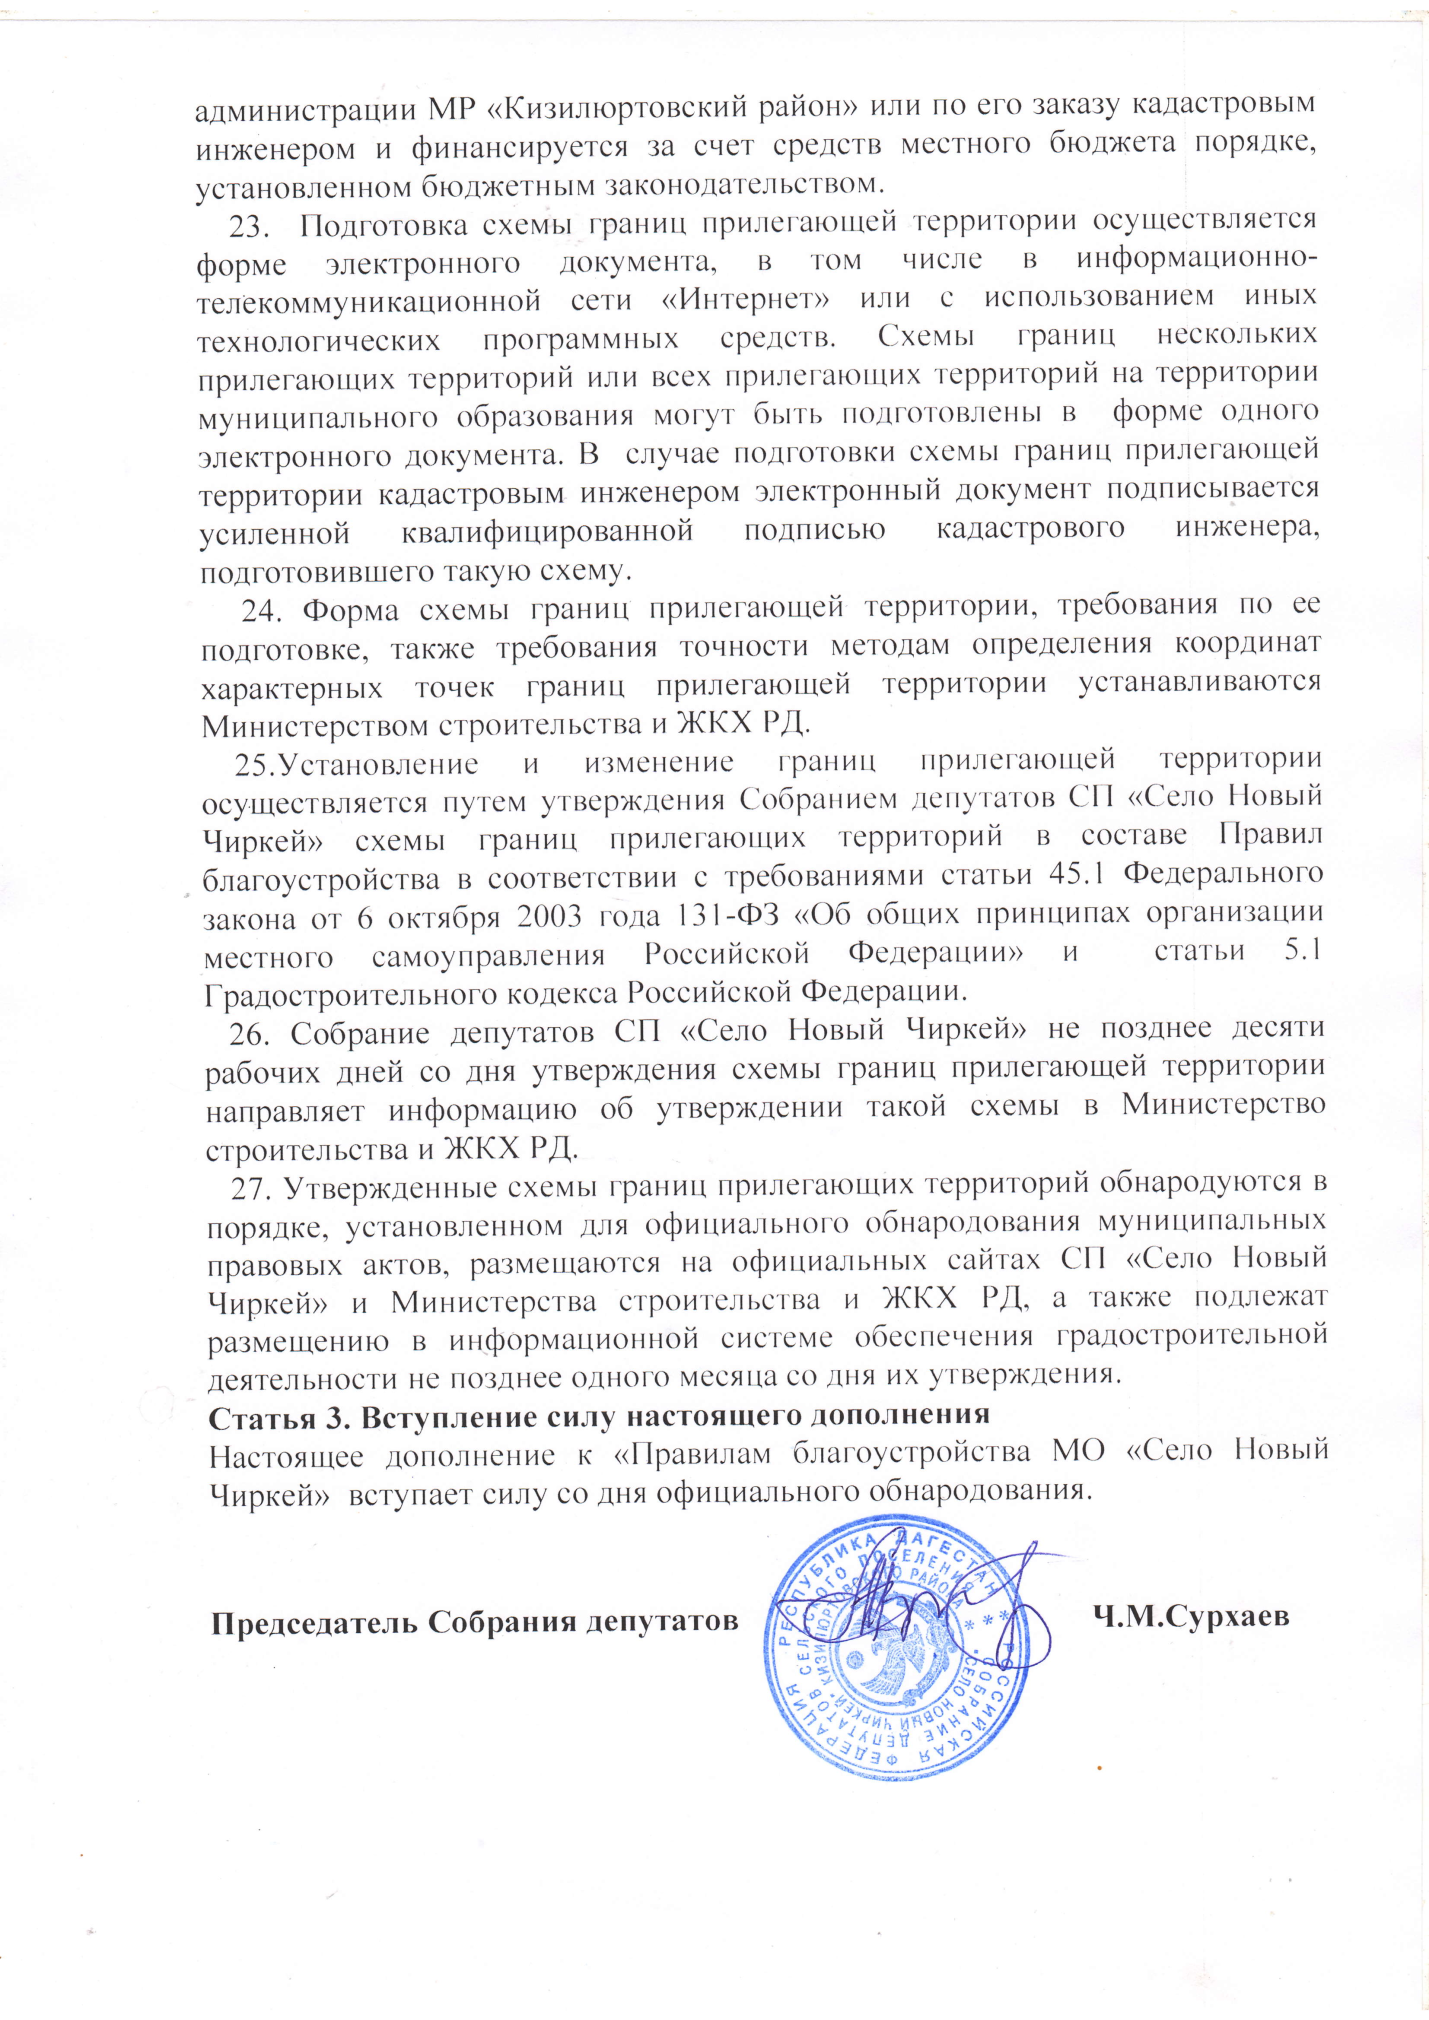 администрации МР «Кизилюртовский район» или по его заказу кадастровым
инженером и финансируется за счет средств местного бюджета порядке,
установленном бюджетным законодательством.
23. Подготовка схемы границ прилегающей территории осуществляется
форме электронного документа, в том числе в информационно-
телекоммуникационной сети «Интернет» или с использованием иных
технологических программных средств. Схемы границ нескольких
прилегающих территорий или всех прилегающих территорий на территории
муниципального образования могут быть подготовлены в форме одного
электронного документа. В случае подготовки схемы границ прилегающей
территории кадастровым инженером электронный документ подписывается
усиленной квалифицированной подписью кадастрового инженера,
подготовившего такую схему.
24. Форма схемы границ прилегающей территории, требования по ее
подготовке, также требования точности методам определения координат
характерных точек границ прилегающей территории устанавливаются
Министерством строительства и ЖКХ РД.
25.Установление и изменение границ прилегающей территории
осуществляется путем утверждения Собранием депутатов СП «Село Новый
Чиркей» схемы границ прилегающих территорий в составе Правил
благоустройства в соответствии с требованиями статьи 45.1 Федерального
закона от 6 октября 2003 года 131-ФЗ «Об общих принципах организации
местного самоуправления Российской Федерации» и статьи 5.1
Градостроительного кодекса Российской Федерации.
26. Собрание депутатов СП «Село Новый Чиркей» не позднее десяти
рабочих дней со дня утверждения схемы границ прилегающей территории
направляет информацию об утверждении такой схемы в Министерство
строительства и ЖКХ РД.
27. Утвержденные схемы границ прилегающих территорий обнародуются в
порядке, установленном для официального обнародования муниципальных
правовых актов, размещаются на официальных сайтах СП «Село Новый
Чиркей» и Министерства строительства и ЖКХ РД, а также подлежат
размещению в информационной системе обеспечения градостроительной
деятельности не позднее одного месяца со дня их утверждения.
Статья 3. Вступление силу настоящего дополнения
Настоящее дополнение к «Правилам благоустройства МО «Село Новый
Чиркей» вступает силу со дня официального обнародования.
Председатель Собрания депутатов Ч.М.Сурхаев
РОССИЙСКАЯ ФЕДЕРАЦИЯ РЕСПУБЛИКА ДАГЕСТАН
СОБРАНИЕ ДЕПУТАТОВ СЕЛЬСКОГО ПОСЕЛЕНИЯ
"СЕЛО НОВЫЙ ЧИРКЕЙ" КИЗИЛЮРТОВСКОГО РАЙОНА